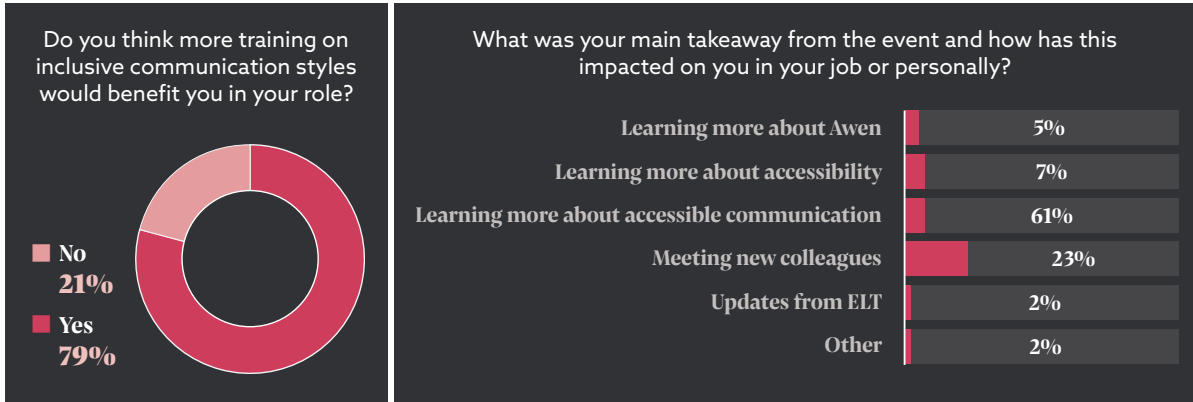 Do you think more training on
inclusive communication styles
would benefit you in your role?
No
21%
Yes
79%
What was your main takeaway from the event and how has this
impacted on you in your job or personally?
Learning more about Awen 5%
Learning more about accessibility 7%
Learning more about accessible communication 61%
Meeting new colleagues 23%
Updates from ELT 2%
Other 2%